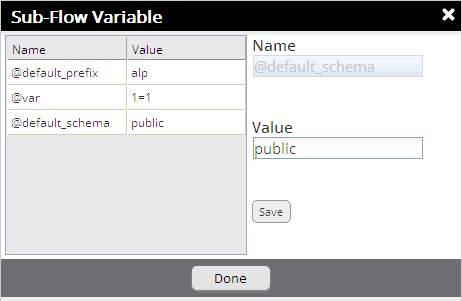 Sub-Flow Variable
Name Value
@default_prefix alp
@var 1=1
@default_schema public
Name
@default_schema
Value
public
Save
Done